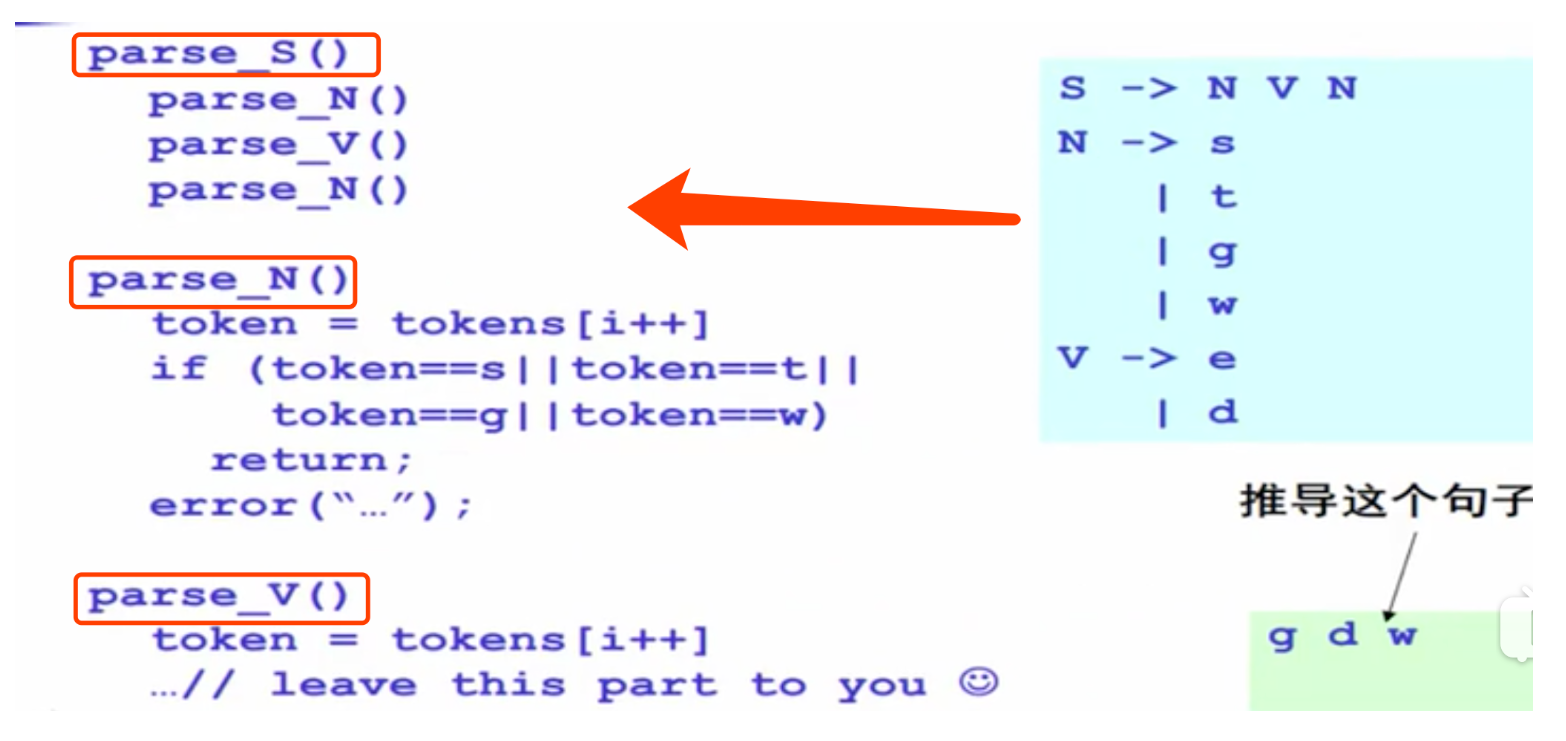 parse_S()
parse_N()
parse_V()
parse_N()
parse_N()
token = tokens[i++]
if (token==s||token==t||
token==g||token==w)
return;
error(“…”);
parse_V()
token = tokens[i++]
…// leave this part to you ☺
S -> N V N
N -> s
| t
| g
| w
V -> e
| d
推导这个句子
g d w